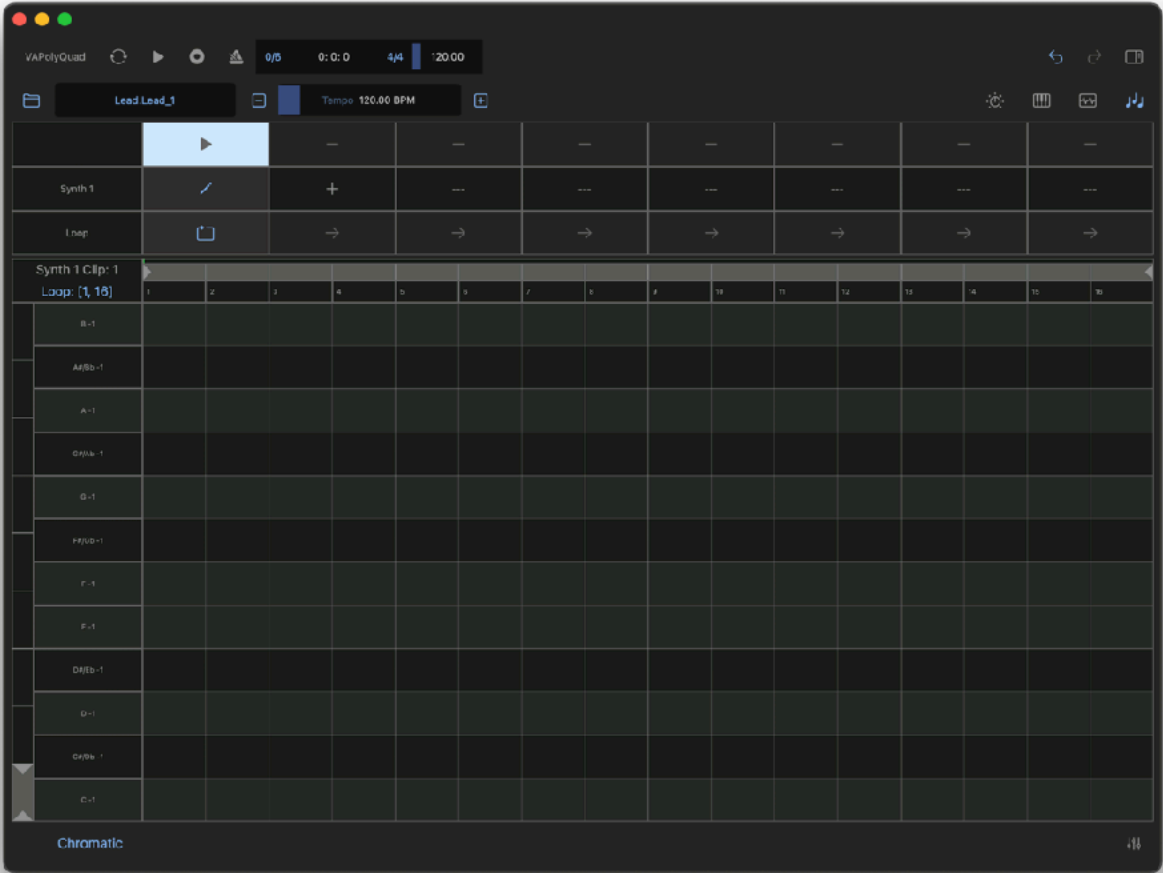 VAPolyQuad 0/5 0: 0: 0 4/4 120.00
Lead.Lead_1 Tempo 120.00 BPM
Synth 1
Loop
Synth 1 Clip: 1
Loop: [1, 16]
1 2 3 4 5 6 7 8 9 10 11 12 13 14 15 16
B -1
A#/Bb -1
A -1
G#/Ab -1
G -1
F#/Gb -1
F -1
E -1
D#/Eb -1
D -1
C#/Db -1
C -1
Chromatic